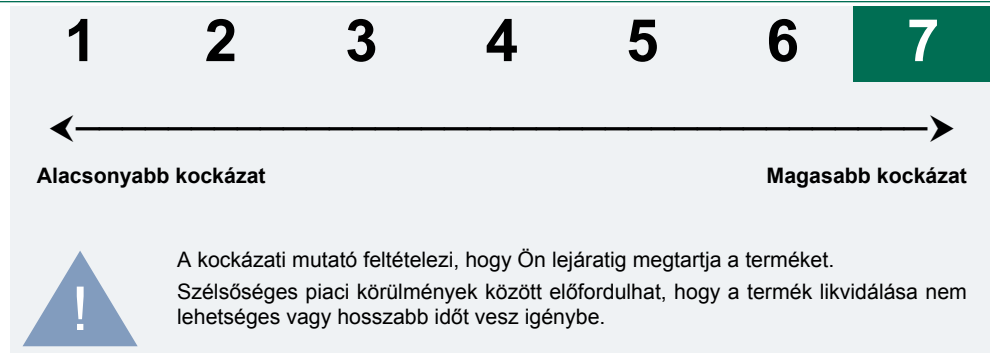 1 2 3 4 5 6 7
Alacsonyabb kockázat Magasabb kockázat
A kockázati mutató feltételezi, hogy Ön lejáratig megtartja a terméket.
Szélsőséges piaci körülmények között előfordulhat, hogy a termék likvidálása nem
lehetséges vagy hosszabb időt vesz igénybe.
!